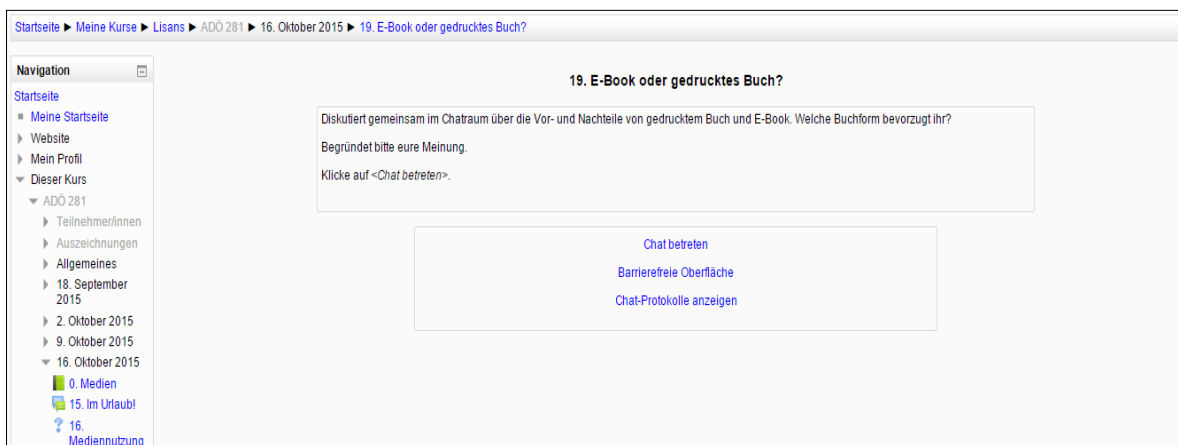 Startseite ► Meine Kurse ► Lisans ► ADÖ 281 ► 16. Oktober 2015 ► 19. E-Book oder gedrucktes Buch?
Navigation
Startseite
Meine Startseite
Website
Mein Profil
Dieser Kurs
ADÖ 281
Teilnehmer/innen
Auszeichnungen
Allgemeines
18. September
2015
2. Oktober 2015
9. Oktober 2015
16. Oktober 2015
0. Medien
15. Im Urlaub!
16.
Mediennutzung
19. E-Book oder gedrucktes Buch?
Diskutiert gemeinsam im Chatraum über die Vor- und Nachteile von gedrucktem Buch und E-Book. Welche Buchform bevorzugt ihr?
Begründet bitte eure Meinung.
Klicke auf <Chat betreten>.
Chat betreten
Barrierefreie Oberfläche
Chat-Protokolle anzeigen